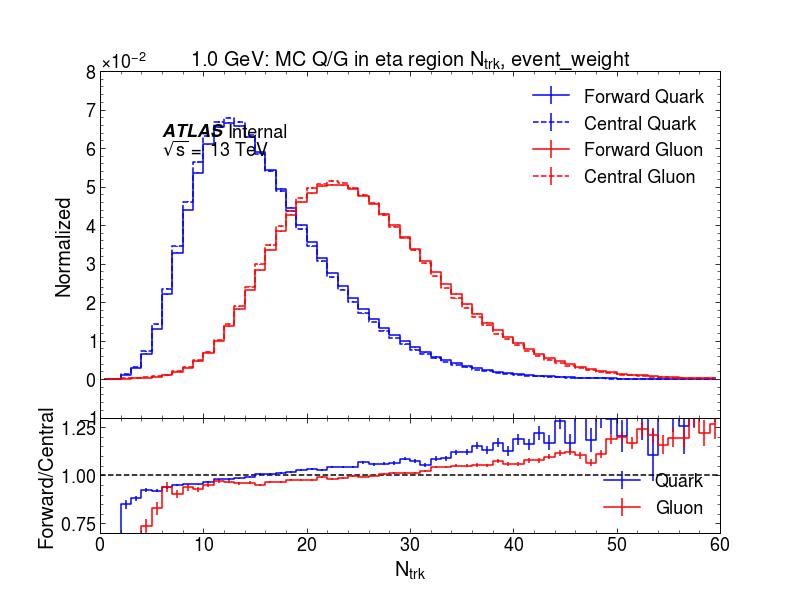 ×10⁻²
1.0 GeV: MC Q/G in eta region Ntrk, event_weight
8
7
6
5
4
3
2
1
0
1
Normalized
ATLAS Internal
√s = 13 TeV
Forward Quark
Central Quark
Forward Gluon
Central Gluon
1.25
1.00
0.75
Forward/Central
Quark
Gluon
0 10 20 30 40 50 60
Ntrk